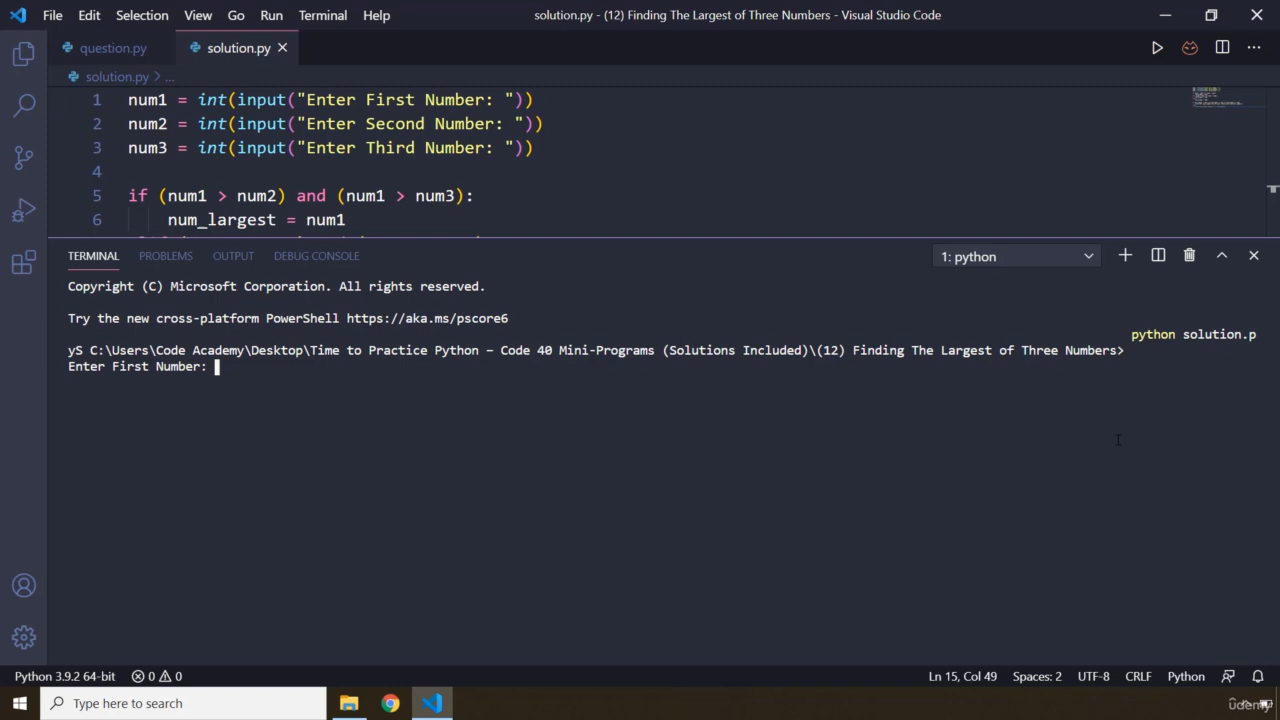 File Edit Selection View Go Run Terminal Help
solution.py - (12) Finding The Largest of Three Numbers - Visual Studio Code
question.py
solution.py
solution.py > ...
1 num1 = int(input("Enter First Number: "))
2 num2 = int(input("Enter Second Number: "))
3 num3 = int(input("Enter Third Number: "))
4
5 if (num1 > num2) and (num1 > num3):
6 num_largest = num1
TERMINAL PROBLEMS OUTPUT DEBUG CONSOLE
1: python
Copyright (C) Microsoft Corporation. All rights reserved.
Try the new cross-platform PowerShell https://aka.ms/pscore6
python solution.p
yS C:\Users\Code Academy\Desktop\Time to Practice Python – Code 40 Mini-Programs (Solutions Included)\(12) Finding The Largest of Three Numbers>
Enter First Number:
Python 3.9.2 64-bit
0 0
Ln 15, Col 49 Spaces: 2 UTF-8 CRLF Python
Type here to search
udemy